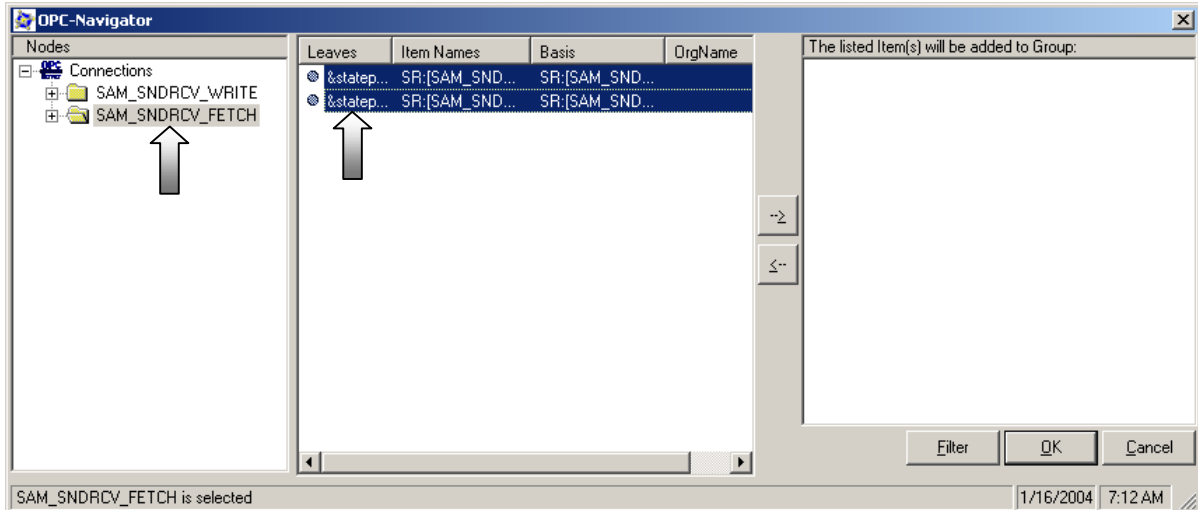 OPC-Navigator
Nodes
OPC Connections
SAM_SNDRCV_WRITE
SAM_SNDRCV_FETCH
Leaves Item Names Basis OrgName
&statep... SR:[SAM_SND... SR:[SAM_SND...
&statep... SR:[SAM_SND... SR:[SAM_SND...
-->
<--
The listed Item(s) will be added to Group:
Filter OK Cancel
SAM_SNDRCV_FETCH is selected 1/16/2004 7:12 AM